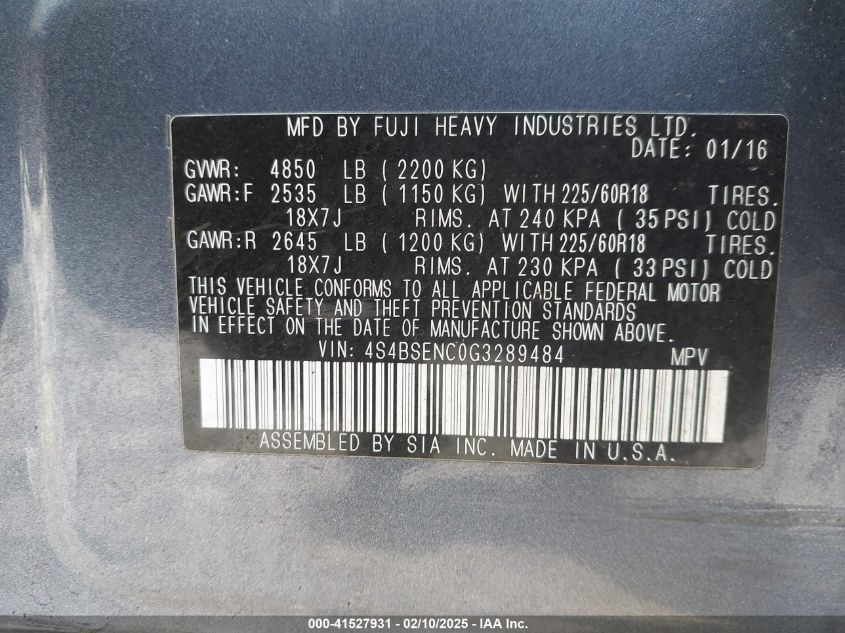 MFD BY FUJI HEAVY INDUSTRIES LTD.
DATE: 01/16
GVWR: 4850 LB ( 2200 KG)
GAWR:F 2535 LB ( 1150 KG) WITH 225/60R18 TIRES.
18X7J RIMS. AT 240 KPA ( 35 PSI) COLD
GAWR:R 2645 LB ( 1200 KG) WITH 225/60R18 TIRES.
18X7J RIMS. AT 230 KPA ( 33 PSI) COLD
THIS VEHICLE CONFORMS TO ALL APPLICABLE FEDERAL MOTOR
VEHICLE SAFETY AND THEFT PREVENTION STANDARDS
IN EFFECT ON THE DATE OF MANUFACTURE SHOWN ABOVE.
VIN: 4S4BSENC0G3289484 MPV
ASSEMBLED BY SIA INC. MADE IN U.S.A.
000-41527931 - 02/10/2025 - IAA Inc.